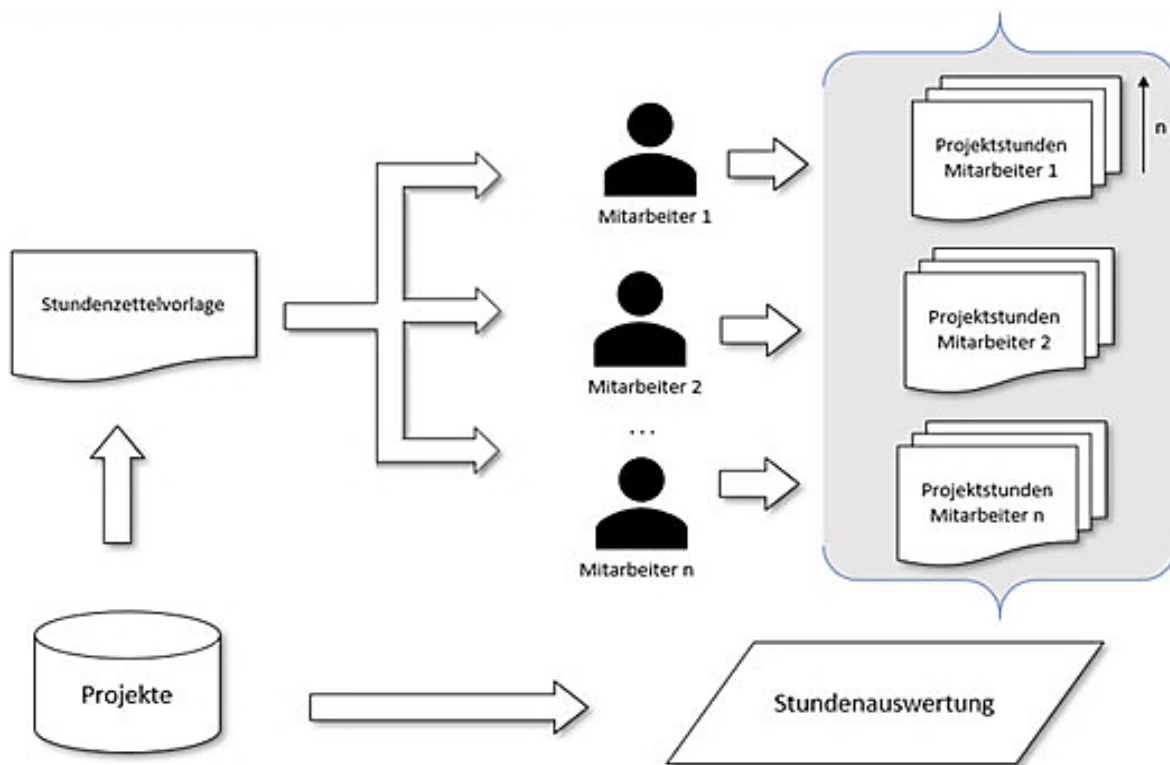 Projektstunden
Mitarbeiter 1
n
Mitarbeiter 1
Stundenzettelvorlage
Projektstunden
Mitarbeiter 2
Mitarbeiter 2
...
Projektstunden
Mitarbeiter n
Mitarbeiter n
Projekte
Stundenauswertung